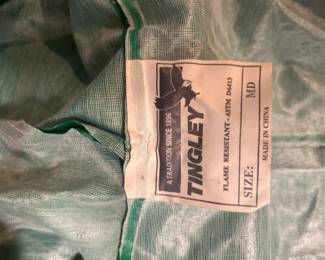 A TRADITION SINCE 1896
TINGLEY
FLAME RESISTANT - ASTM D6413
SIZE: MD
MADE IN CHINA